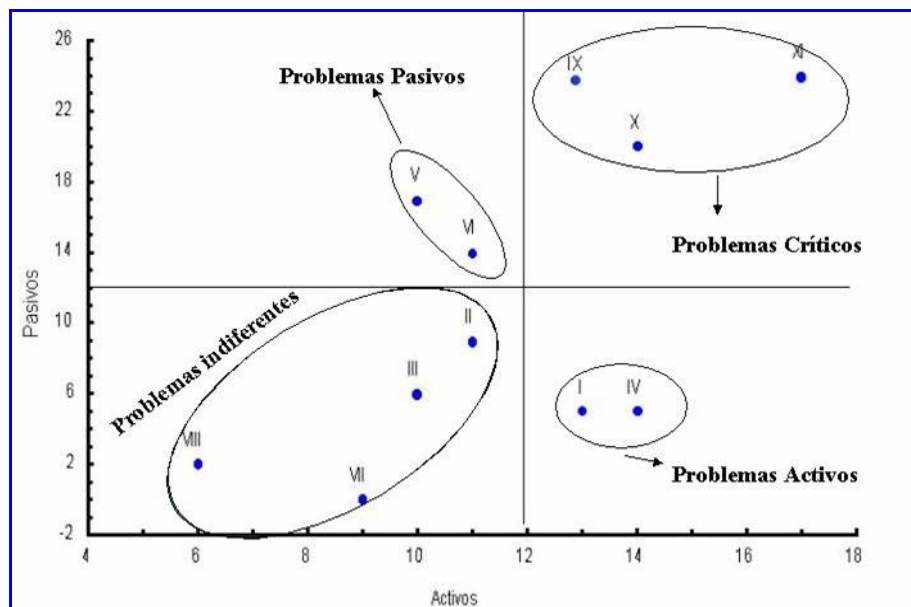 26
22
18
14
10
6
2
-2
Pasivos
4
6
8
10
12
14
16
18
Activos
Problemas Pasivos
V
VI
IX
XI
X
Problemas Críticos
Problemas indiferentes
II
III
VIII
VII
I
IV
Problemas Activos